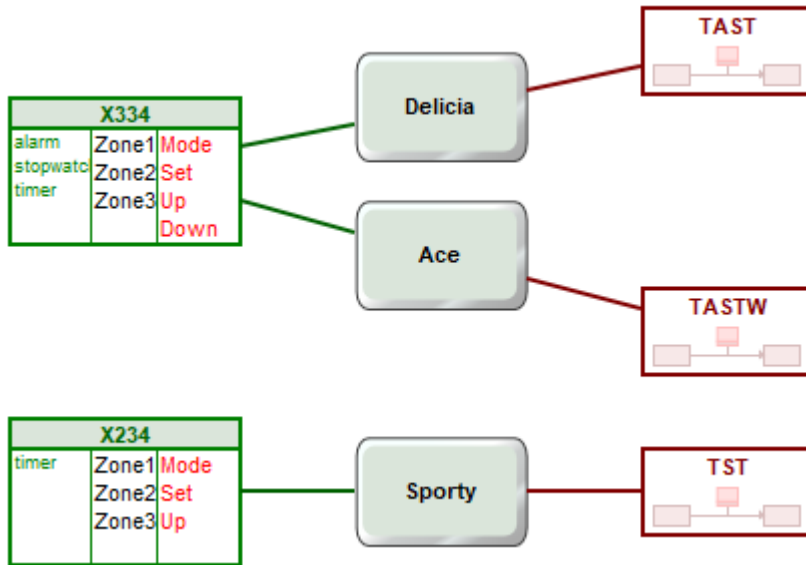 TAST
Delicia
X334
alarm
stopwatc
timer
Zone1 Mode
Zone2 Set
Zone3 Up
Down
Ace
TASTW
X234
timer
Zone1 Mode
Zone2 Set
Zone3 Up
Sporty
TST